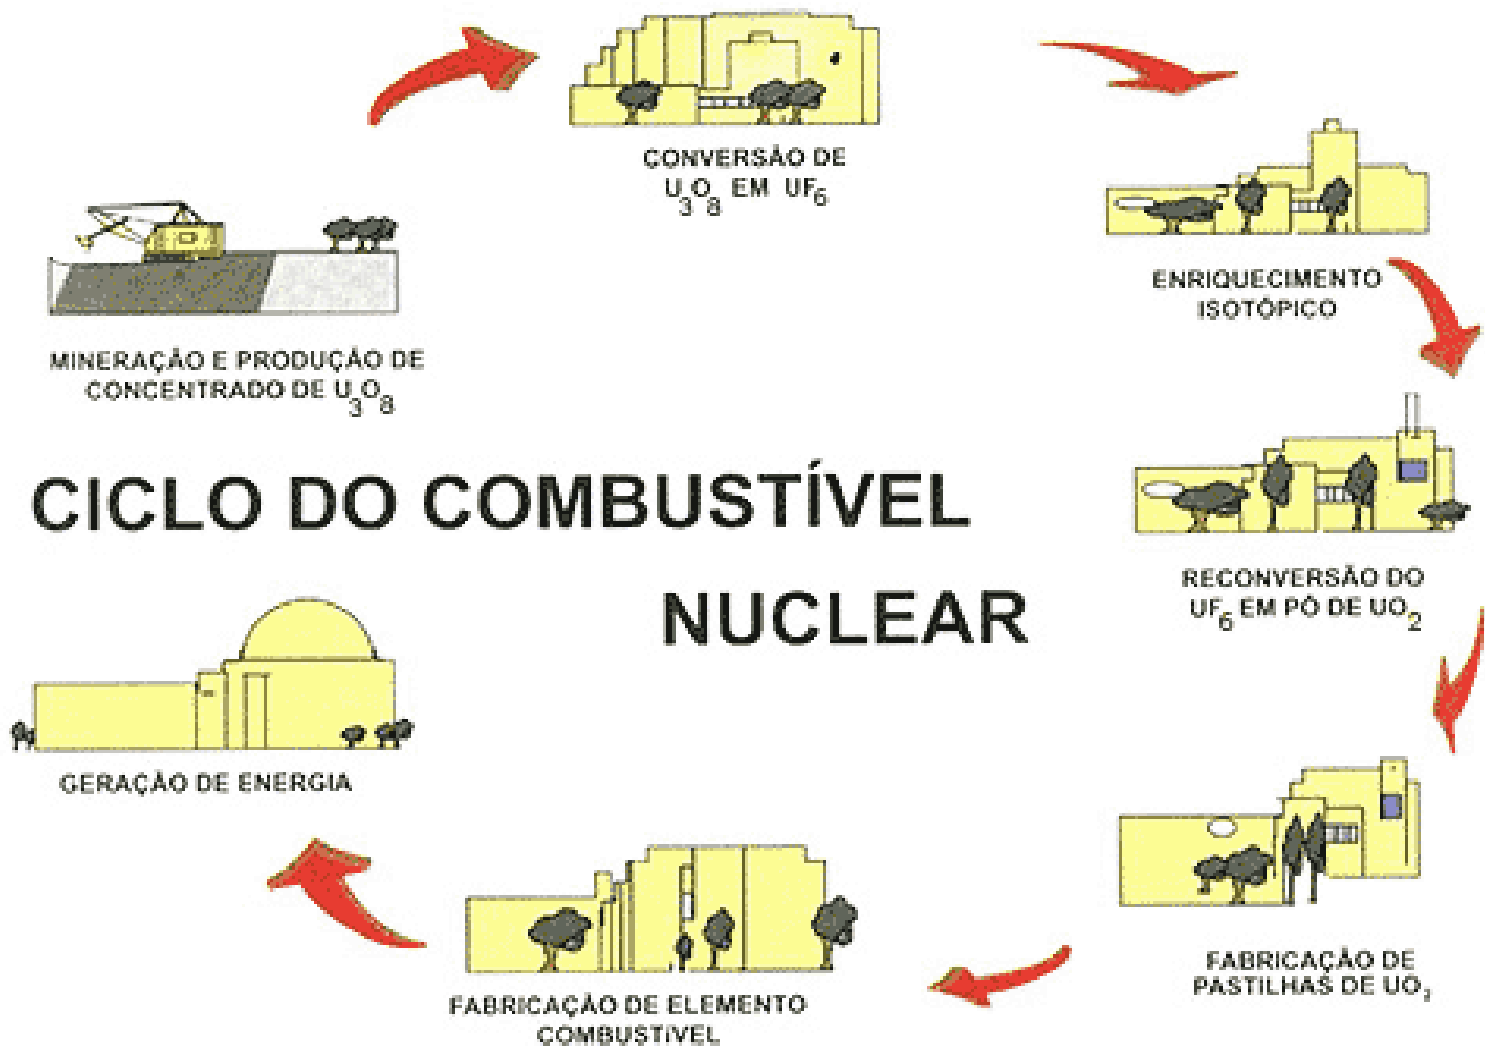 CONVERSÃO DE
U3O8 EM UF6
ENRIQUECIMENTO
ISOTÓPICO
MINERAÇÃO E PRODUÇÃO DE
CONCENTRADO DE U3O8
CICLO DO COMBUSTÍVEL
NUCLEAR
RECONVERSÃO DO
UF6 EM PÓ DE UO2
GERAÇÃO DE ENERGIA
FABRICAÇÃO DE
PASTILHAS DE UO2
FABRICAÇÃO DE ELEMENTO
COMBUSTÍVEL